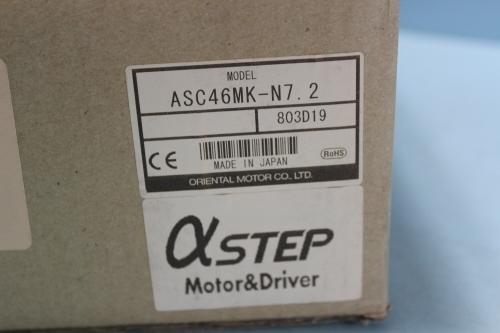 MODEL
ASC46MK-N7.2
803D19
CE
MADE IN JAPAN
RoHS
ORIENTAL MOTOR CO., LTD.
αSTEP
Motor&Driver